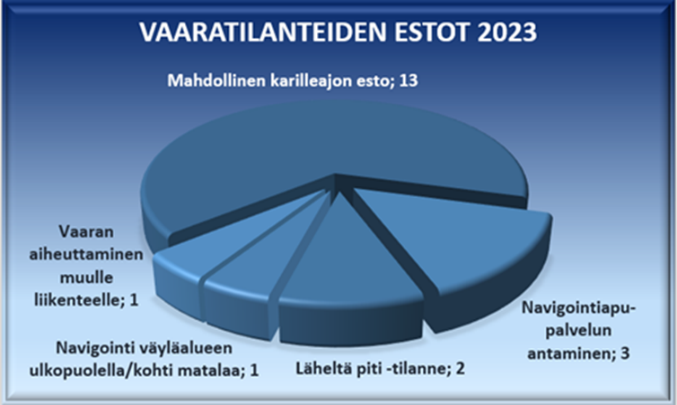 VAARATILANTEIDEN ESTOT 2023
Mahdollinen karilleajon esto; 13
Vaaran
aiheuttaminen
muulle
liikenteelle; 1
Navigointi väyläalueen
ulkopuolella/kohti matalaa; 1
Läheltä piti -tilanne; 2
Navigointiapu-
palvelun
antaminen; 3